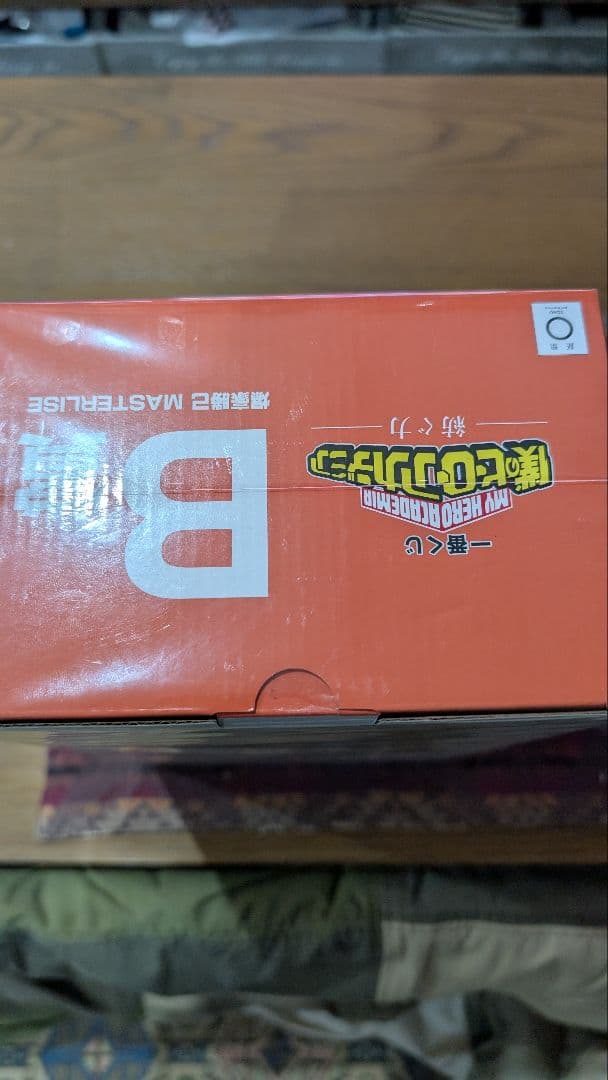 一番くじ
MY HERO ACADEMIA
僕のヒーローアカデミア
紡ぐ力
B賞
爆豪勝己 MASTERLISE